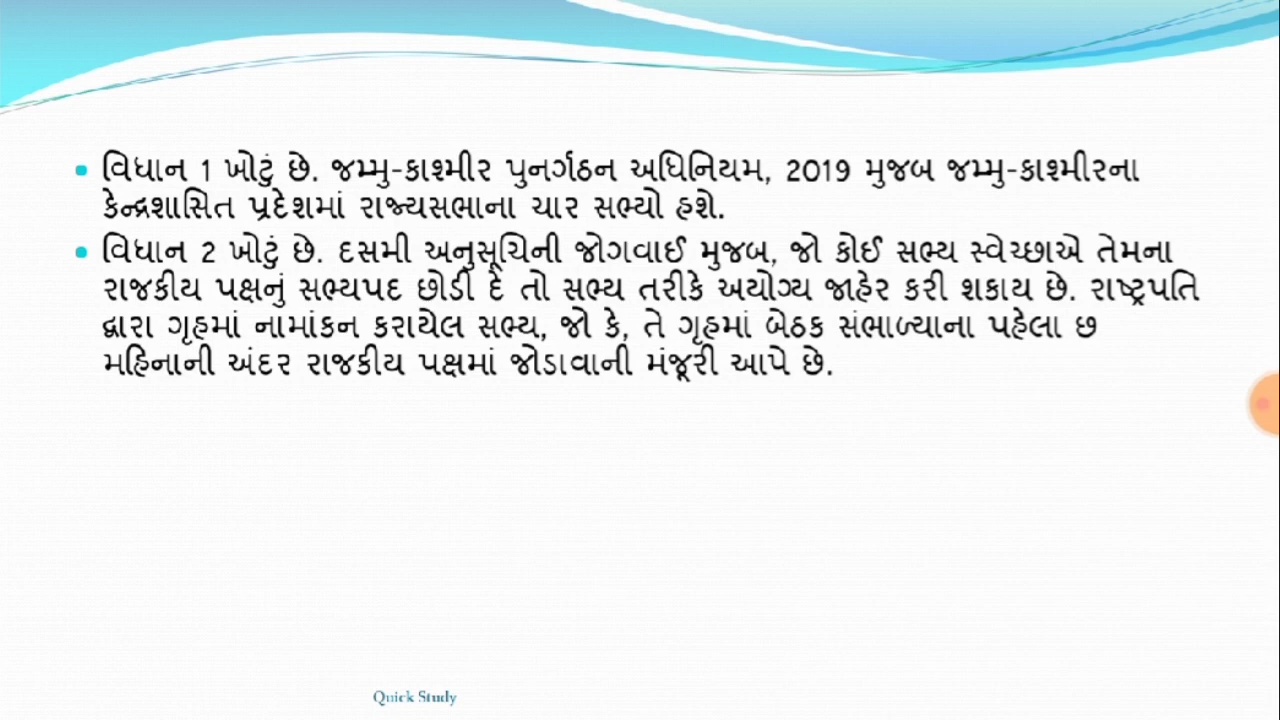 • વિધાન 1 ખોટું છે. જમ્મુ-કાશ્મીર પુનર્ગઠન અધિનિયમ, 2019 મુજબ જમ્મુ-કાશ્મીરના
કેન્દ્રશાસિત પ્રદેશમાં રાજ્યસભાના ચાર સભ્યો હશે.
• વિધાન 2 ખોટું છે. દસમી અનુસૂચિની જોગવાઈ મુજબ, જો કોઈ સભ્ય સ્વેચ્છાએ તેમના
રાજકીય પક્ષનું સભ્યપદ છોડી દે તો સભ્ય તરીકે અયોગ્ય જાહેર કરી શકાય છે. રાષ્ટ્રપતિ
દ્વારા ગૃહમાં નામાંકન કરાયેલ સભ્ય, જો કે, તે ગૃહમાં બેઠક સંભાળ્યાના પહેલા છ
મહિનાની અંદર રાજકીય પક્ષમાં જોડાવાની મંજૂરી આપે છે.
Quick Study